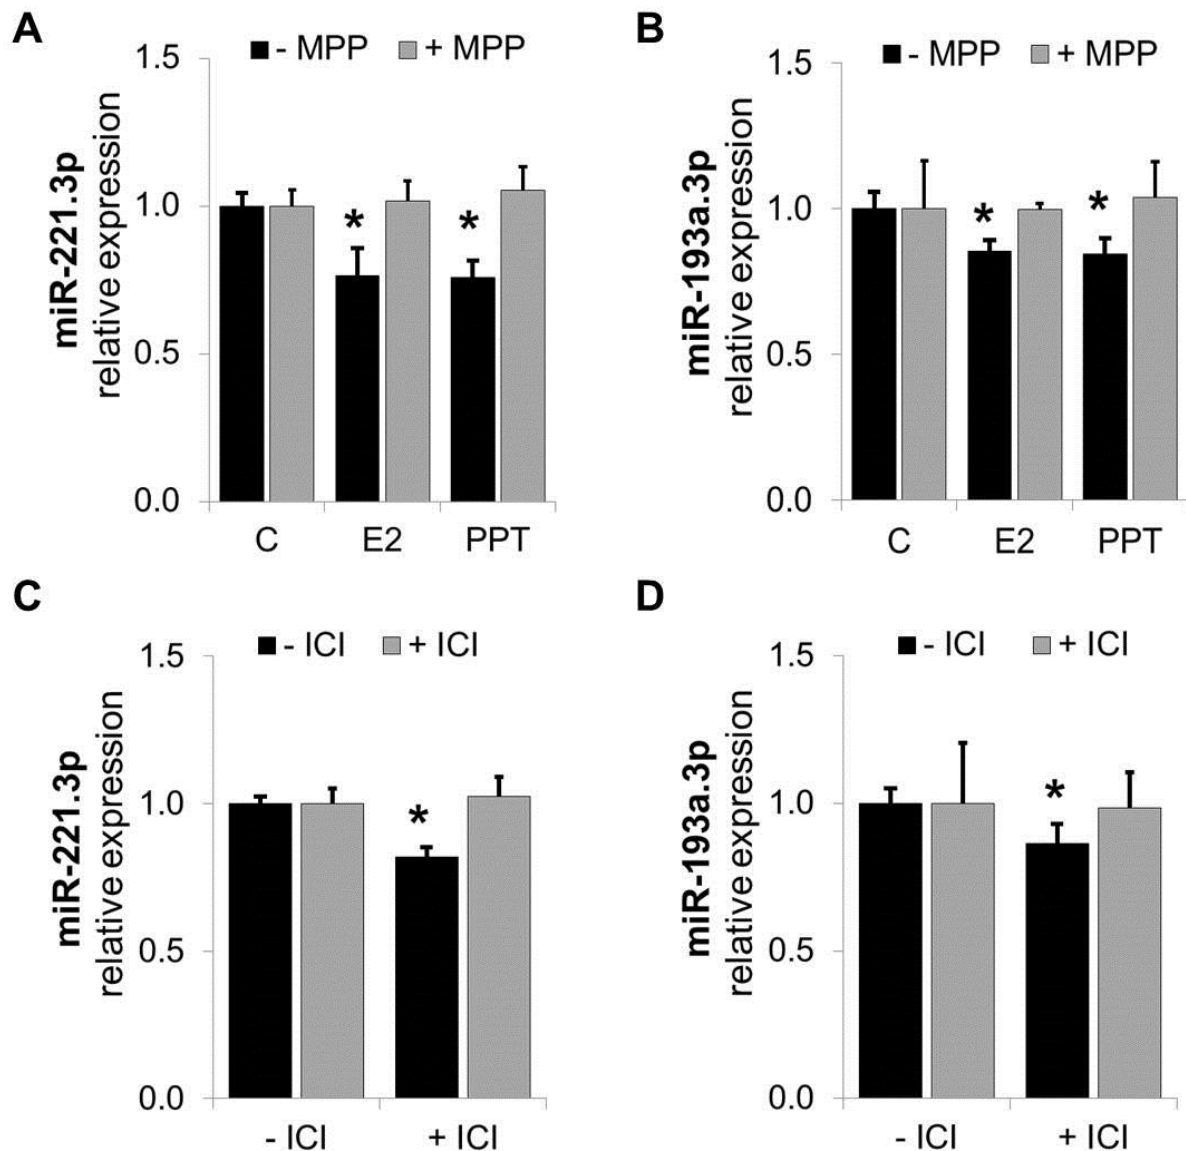 A
- MPP + MPP
miR-221.3p
relative expression
1.5
1.0
0.5
0.0
* *
C E2 PPT
B
- MPP + MPP
miR-193a.3p
relative expression
1.5
1.0
0.5
0.0
* *
C E2 PPT
C
- ICI + ICI
miR-221.3p
relative expression
1.5
1.0
0.5
0.0
*
- ICI + ICI
D
- ICI + ICI
miR-193a.3p
relative expression
1.5
1.0
0.5
0.0
*
- ICI + ICI